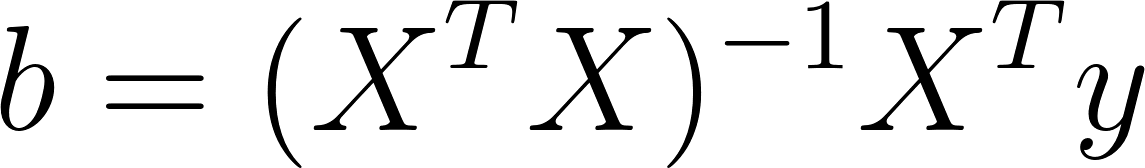 b = (X^T X)^{-1} X^T y